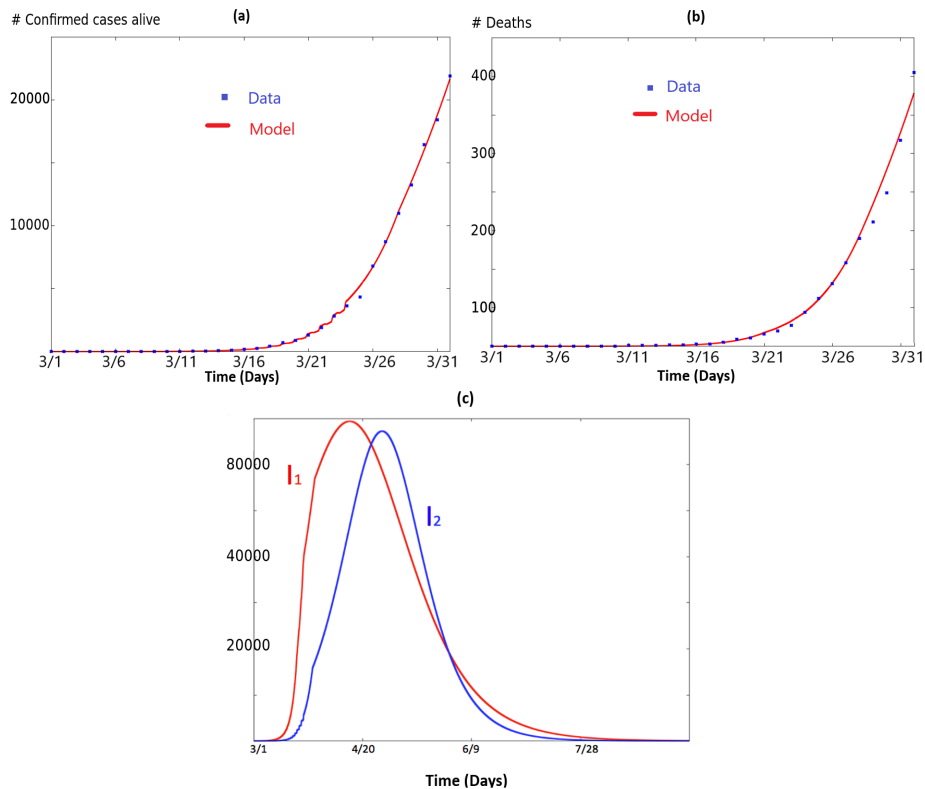 (a)
# Confirmed cases alive
Data
Model
20000
10000
3/1 3/6 3/11 3/16 3/21 3/26 3/31
Time (Days)
(b)
# Deaths
Data
Model
400
300
200
100
3/1 3/6 3/11 3/16 3/21 3/26 3/31
Time (Days)
(c)
I1
I2
80000
40000
20000
3/1 4/20 6/9 7/28
Time (Days)